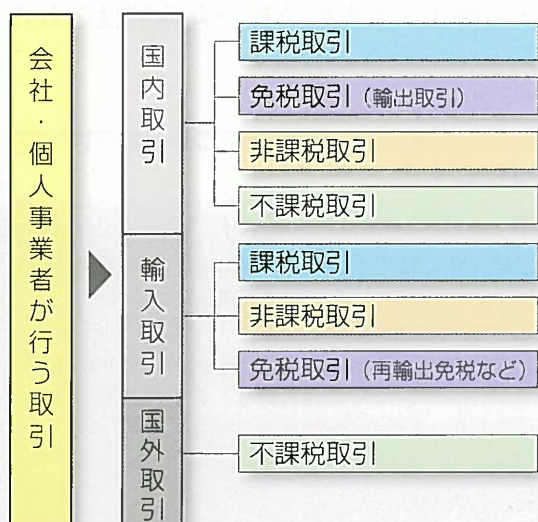 会社・個人事業者が行う取引
国内取引
課税取引
免税取引（輸出取引）
非課税取引
不課税取引
輸入取引
課税取引
非課税取引
免税取引（再輸出免税など）
国外取引
不課税取引